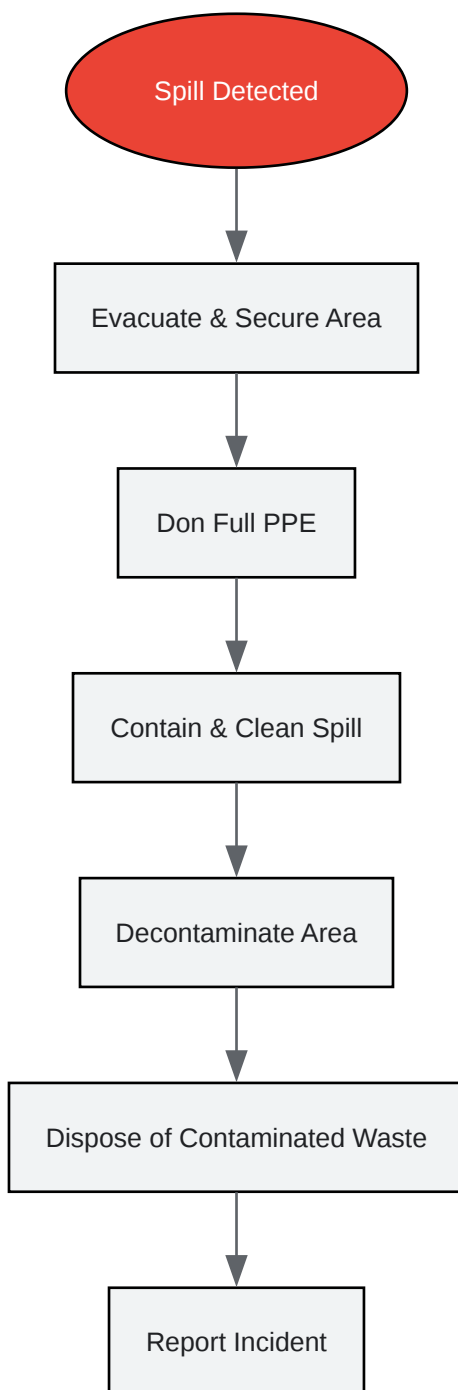 Spill Detected
Evacuate & Secure Area
Don Full PPE
Contain & Clean Spill
Decontaminate Area
Dispose of Contaminated Waste
Report Incident